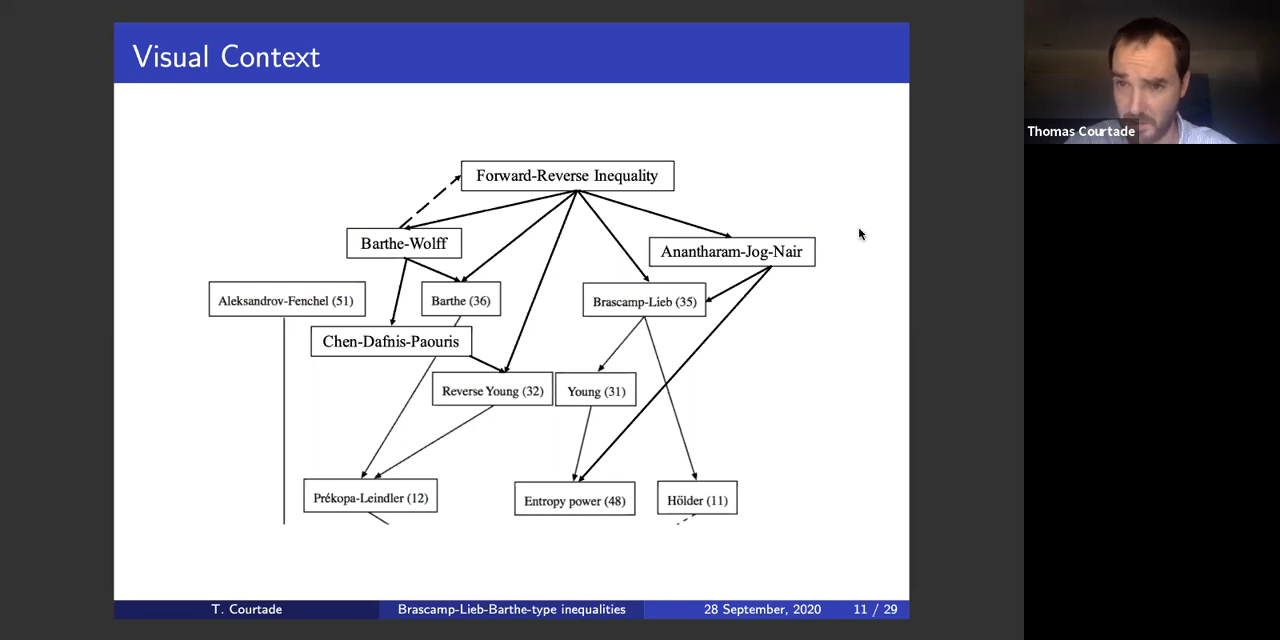 Visual Context
Thomas Courtade
Forward-Reverse Inequality
Barthe-Wolff
Anantharam-Jog-Nair
Aleksandrov-Fenchel (51)
Barthe (36)
Brascamp-Lieb (35)
Chen-Dafnis-Paouris
Reverse Young (32)
Young (31)
Prékopa-Leindler (12)
Entropy power (48)
Hölder (11)
T. Courtade
Brascamp-Lieb-Barthe-type inequalities
28 September, 2020
11 / 29